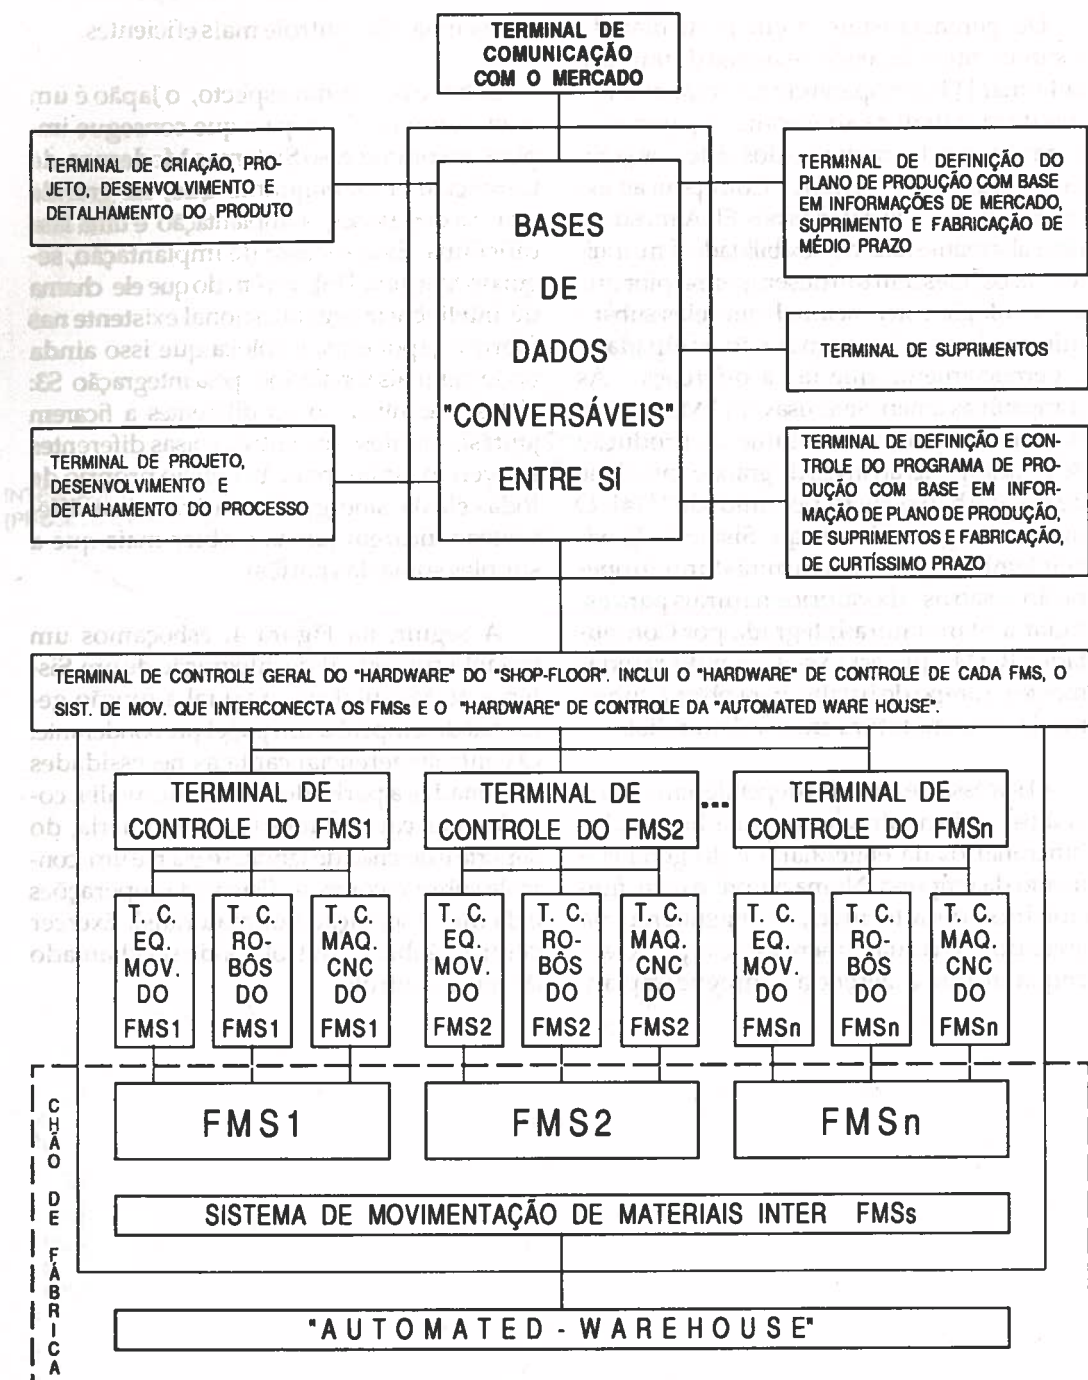 TERMINAL DE
COMUNICAÇÃO
COM O MERCADO
TERMINAL DE CRIAÇÃO, PRO-
JETO, DESENVOLVIMENTO E
DETALHAMENTO DO PRODUTO
BASES
DE
DADOS
"CONVERSÁVEIS"
ENTRE SI
TERMINAL DE DEFINIÇÃO DO
PLANO DE PRODUÇÃO COM BASE
EM INFORMAÇÕES DE MERCADO,
SUPRIMENTO E FABRICAÇÃO DE
MÉDIO PRAZO
TERMINAL DE SUPRIMENTOS
TERMINAL DE PROJETO,
DESENVOLVIMENTO E
DETALHAMENTO DO PROCESSO
TERMINAL DE DEFINIÇÃO E CON-
TROLE DO PROGRAMA DE PRO-
DUÇÃO COM BASE EM INFOR-
MAÇÃO DE PLANO DE PRODUÇÃO,
DE SUPRIMENTOS E FABRICAÇÃO,
DE CURTÍSSIMO PRAZO
TERMINAL DE CONTROLE GERAL DO "HARDWARE" DO "SHOP-FLOOR". INCLUI O "HARDWARE" DE CONTROLE DE CADA FMS, O
SIST. DE MOV. QUE INTERCONECTA OS FMSs E O "HARDWARE" DE CONTROLE DA "AUTOMATED WARE HOUSE".
TERMINAL DE
CONTROLE DO FMS1
TERMINAL DE
CONTROLE DO FMS2
...
TERMINAL DE
CONTROLE DO FMSn
T. C.
EQ.
MOV.
DO
FMS1
T. C.
RO-
BÔS
DO
FMS1
T. C.
MAQ.
CNC
DO
FMS1
T. C.
EQ.
MOV.
DO
FMS2
T. C.
RO-
BÔS
DO
FMS2
T. C.
MAQ.
CNC
DO
FMS2
T. C.
EQ.
MOV.
DO
FMSn
T. C.
RO-
BÔS
DO
FMSn
T. C.
MAQ.
CNC
DO
FMSn
CHÃO DE FÁBRICA
FMS1
FMS2
FMSn
SISTEMA DE MOVIMENTAÇÃO DE MATERIAIS INTER FMSs
"AUTOMATED - WAREHOUSE"